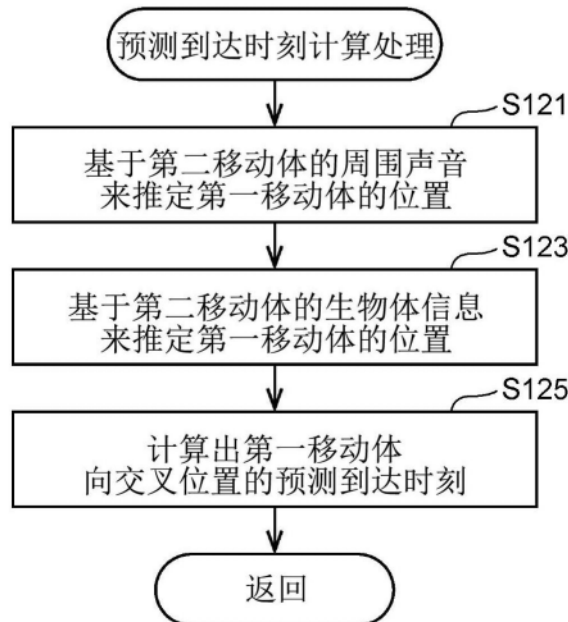 预测到达时刻计算处理
S121
基于第二移动体的周围声音
来推定第一移动体的位置
S123
基于第二移动体的生物体信息
来推定第一移动体的位置
S125
计算出第一移动体
向交叉位置的预测到达时刻
返回